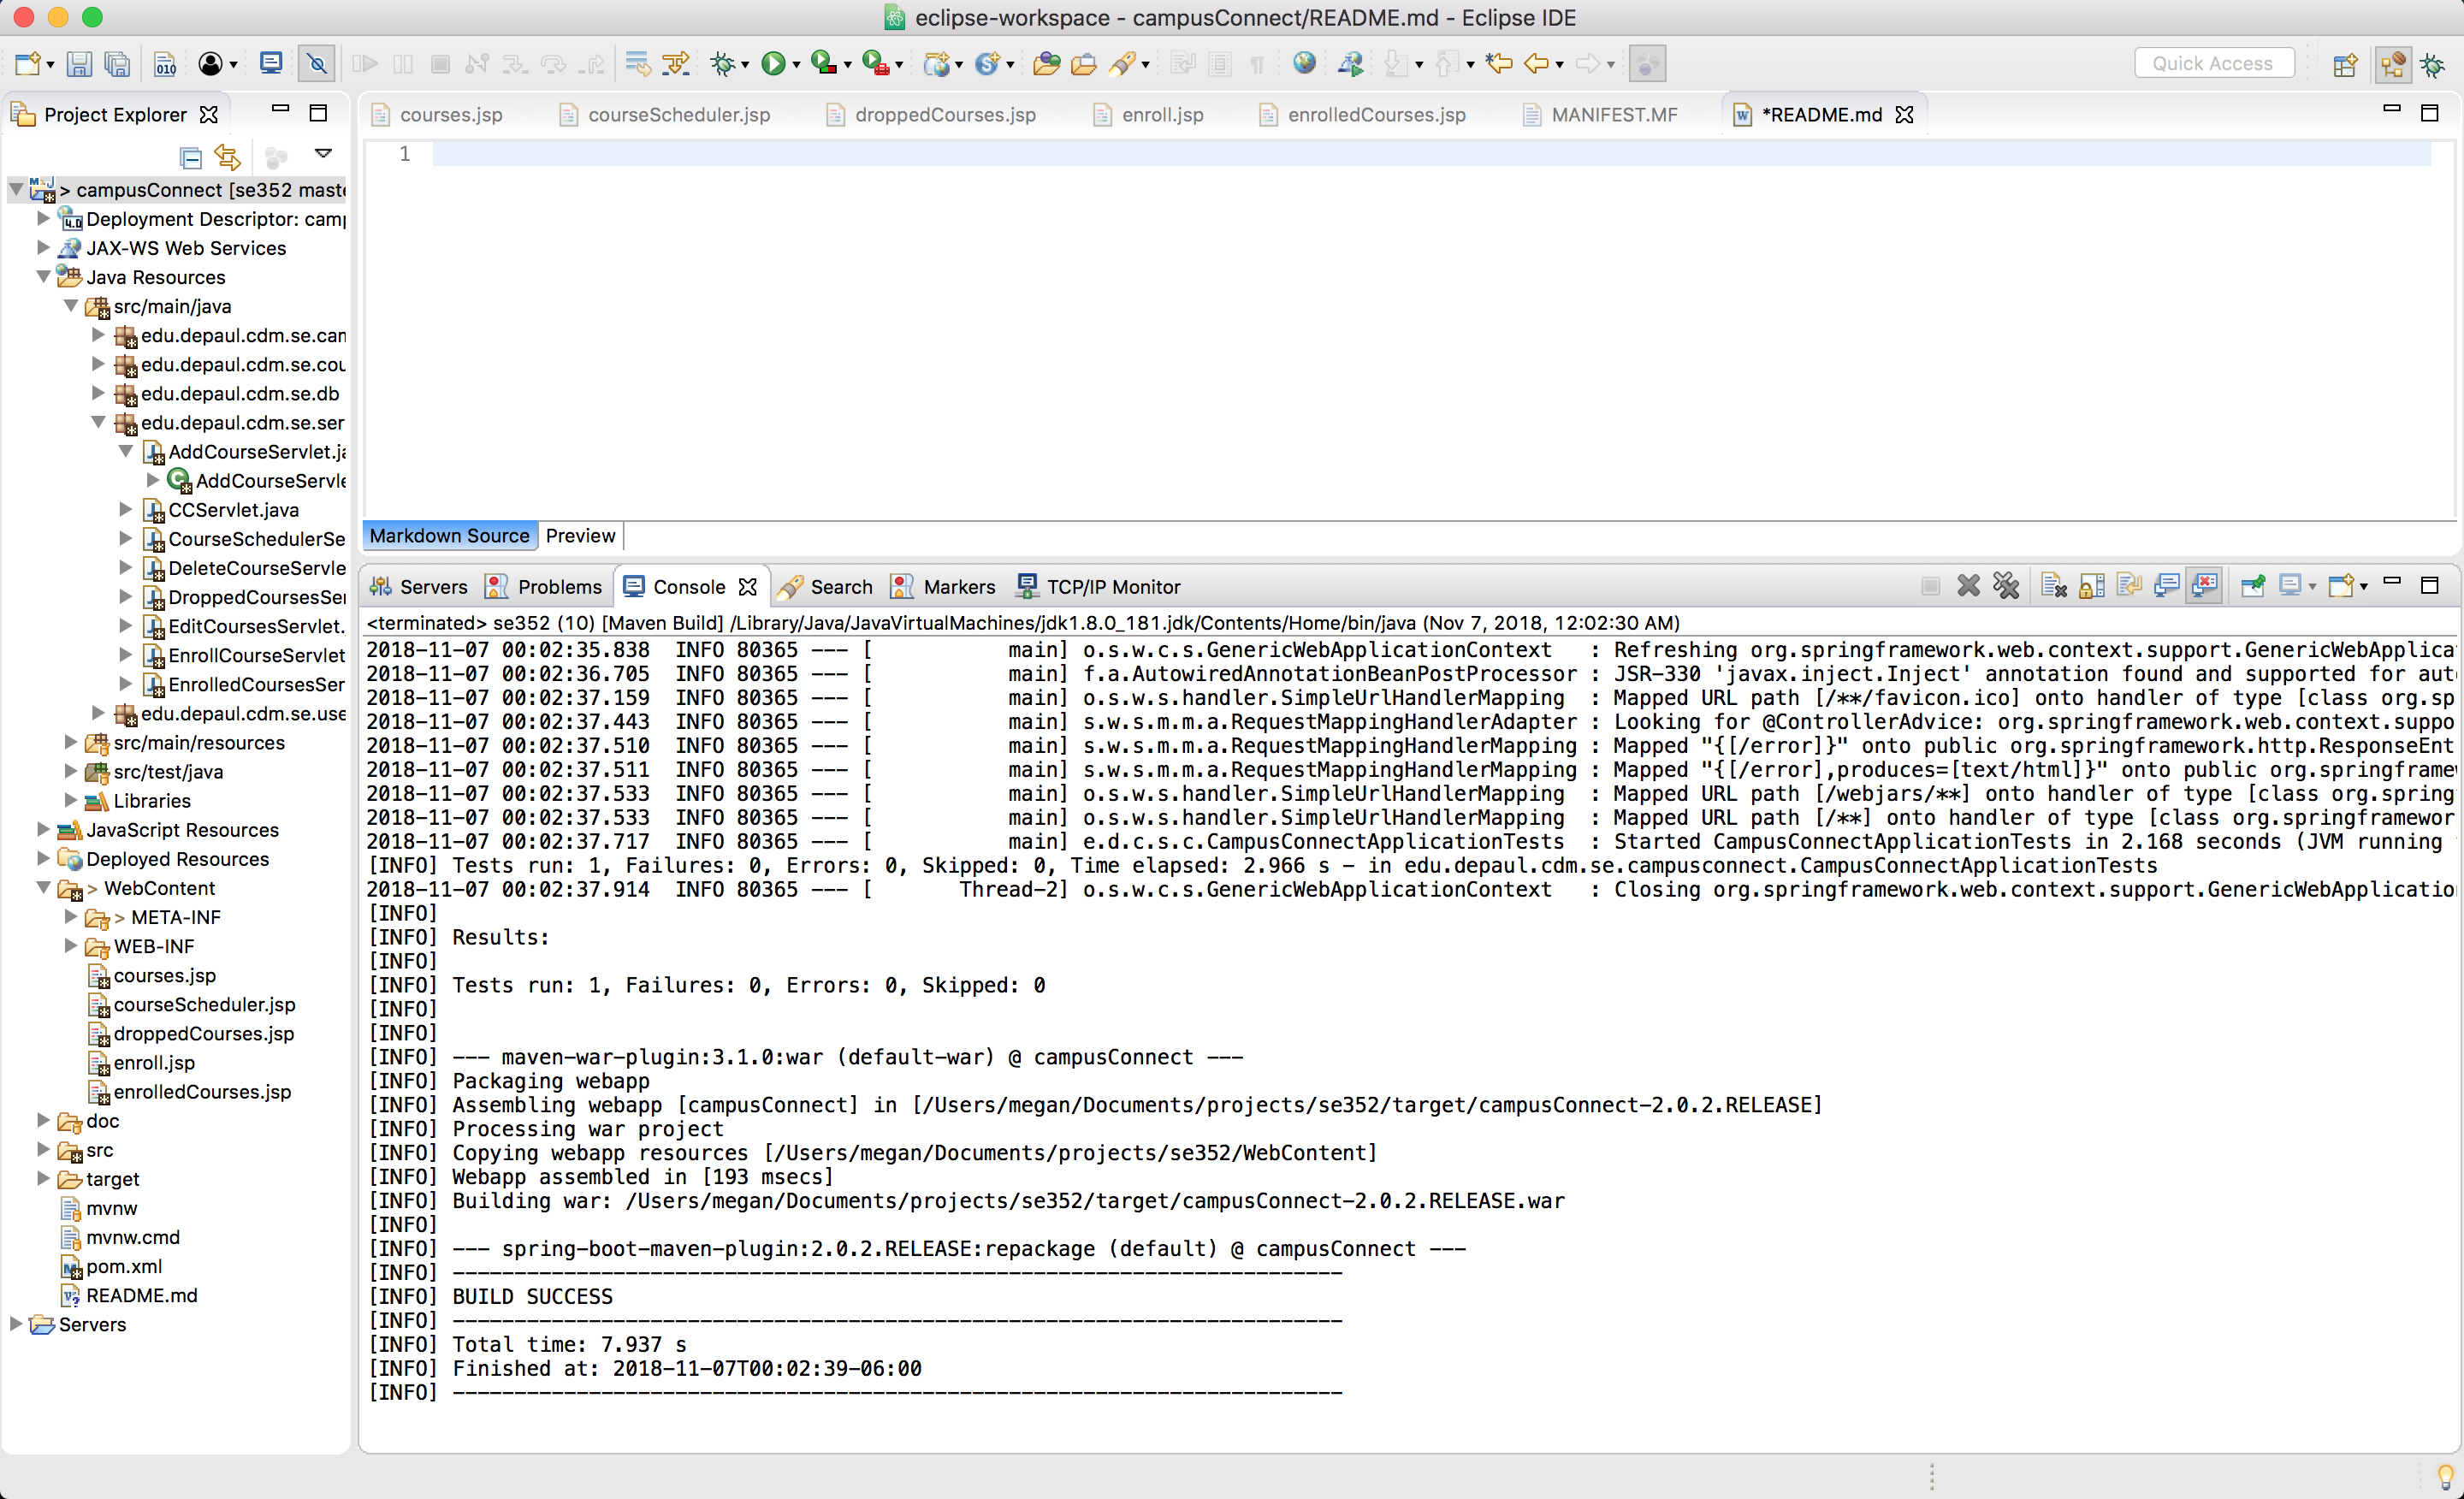 eclipse-workspace - campusConnect/README.md - Eclipse IDE
Quick Access
Project Explorer
> campusConnect [se352 maste
Deployment Descriptor: camp
JAX-WS Web Services
Java Resources
src/main/java
edu.depaul.cdm.se.can
edu.depaul.cdm.se.cou
edu.depaul.cdm.se.db
edu.depaul.cdm.se.ser
AddCourseServlet.ja
AddCourseServle
CCServlet.java
CourseSchedulerSe
DeleteCourseServle
DroppedCoursesSer
EditCoursesServlet.
EnrollCourseServlet
EnrolledCoursesSer
edu.depaul.cdm.se.use
src/main/resources
src/test/java
Libraries
JavaScript Resources
Deployed Resources
> WebContent
> META-INF
WEB-INF
courses.jsp
courseScheduler.jsp
droppedCourses.jsp
enroll.jsp
enrolledCourses.jsp
doc
src
target
mvnw
mvnw.cmd
pom.xml
README.md
Servers
courses.jsp courseScheduler.jsp droppedCourses.jsp enroll.jsp enrolledCourses.jsp MANIFEST.MF *README.md
1
Markdown Source Preview
Servers Problems Console Search Markers TCP/IP Monitor
<terminated> se352 (10) [Maven Build] /Library/Java/JavaVirtualMachines/jdk1.8.0_181.jdk/Contents/Home/bin/java (Nov 7, 2018, 12:02:30 AM)
2018-11-07 00:02:35.838  INFO 80365 --- [           main] o.s.w.c.s.GenericWebApplicationContext   : Refreshing org.springframework.web.context.support.GenericWebApplica
2018-11-07 00:02:36.705  INFO 80365 --- [           main] f.a.AutowiredAnnotationBeanPostProcessor : JSR-330 'javax.inject.Inject' annotation found and supported for aut
2018-11-07 00:02:37.159  INFO 80365 --- [           main] o.s.w.s.handler.SimpleUrlHandlerMapping  : Mapped URL path [/**/favicon.ico] onto handler of type [class org.sp
2018-11-07 00:02:37.443  INFO 80365 --- [           main] s.w.s.m.m.a.RequestMappingHandlerAdapter : Looking for @ControllerAdvice: org.springframework.web.context.suppo
2018-11-07 00:02:37.510  INFO 80365 --- [           main] s.w.s.m.m.a.RequestMappingHandlerMapping : Mapped "{[/error]}" onto public org.springframework.http.ResponseEnt
2018-11-07 00:02:37.511  INFO 80365 --- [           main] s.w.s.m.m.a.RequestMappingHandlerMapping : Mapped "{[/error],produces=[text/html]}" onto public org.springframew
2018-11-07 00:02:37.533  INFO 80365 --- [           main] o.s.w.s.handler.SimpleUrlHandlerMapping  : Mapped URL path [/webjars/**] onto handler of type [class org.spring
2018-11-07 00:02:37.533  INFO 80365 --- [           main] o.s.w.s.handler.SimpleUrlHandlerMapping  : Mapped URL path [/**] onto handler of type [class org.springframewor
2018-11-07 00:02:37.717  INFO 80365 --- [           main] e.d.c.s.c.CampusConnectApplicationTests  : Started CampusConnectApplicationTests in 2.168 seconds (JVM running
[INFO] Tests run: 1, Failures: 0, Errors: 0, Skipped: 0, Time elapsed: 2.966 s - in edu.depaul.cdm.se.campusconnect.CampusConnectApplicationTests
2018-11-07 00:02:37.914  INFO 80365 --- [       Thread-2] o.s.w.c.s.GenericWebApplicationContext   : Closing org.springframework.web.context.support.GenericWebApplicatio
[INFO]
[INFO] Results:
[INFO]
[INFO] Tests run: 1, Failures: 0, Errors: 0, Skipped: 0
[INFO]
[INFO]
[INFO] --- maven-war-plugin:3.1.0:war (default-war) @ campusConnect ---
[INFO] Packaging webapp
[INFO] Assembling webapp [campusConnect] in [/Users/megan/Documents/projects/se352/target/campusConnect-2.0.2.RELEASE]
[INFO] Processing war project
[INFO] Copying webapp resources [/Users/megan/Documents/projects/se352/WebContent]
[INFO] Webapp assembled in [193 msecs]
[INFO] Building war: /Users/megan/Documents/projects/se352/target/campusConnect-2.0.2.RELEASE.war
[INFO]
[INFO] --- spring-boot-maven-plugin:2.0.2.RELEASE:repackage (default) @ campusConnect ---
[INFO] ------------------------------------------------------------------------
[INFO] BUILD SUCCESS
[INFO] ------------------------------------------------------------------------
[INFO] Total time: 7.937 s
[INFO] Finished at: 2018-11-07T00:02:39-06:00
[INFO] ------------------------------------------------------------------------